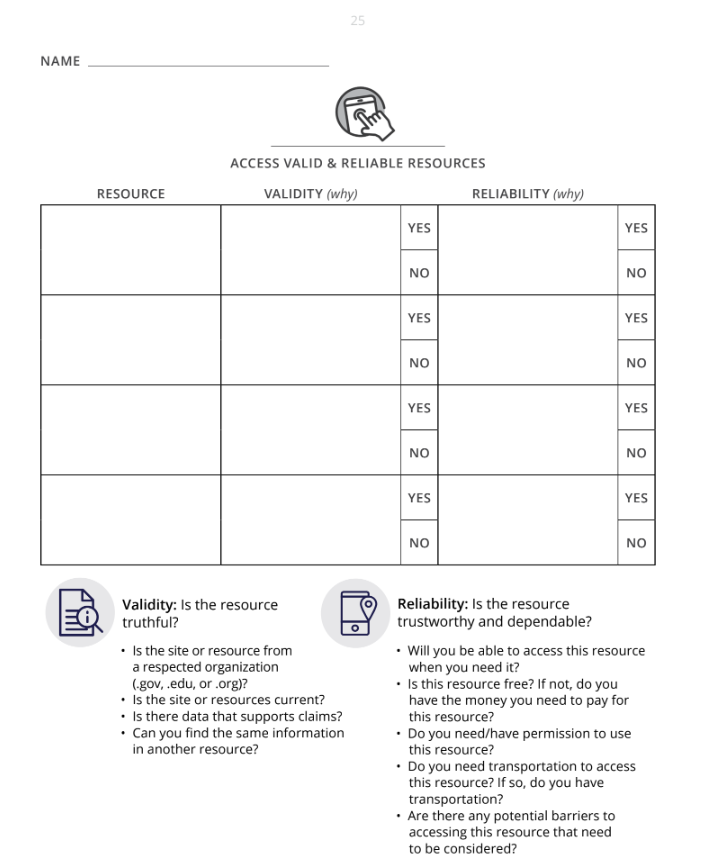 25
NAME
ACCESS VALID & RELIABLE RESOURCES
RESOURCE VALIDITY (why) RELIABILITY (why)
YES YES
NO NO
YES YES
NO NO
YES YES
NO NO
YES YES
NO NO
Validity: Is the resource
truthful?
• Is the site or resource from
a respected organization
(.gov, .edu, or .org)?
• Is the site or resources current?
• Is there data that supports claims?
• Can you find the same information
in another resource?
Reliability: Is the resource
trustworthy and dependable?
• Will you be able to access this resource
when you need it?
• Is this resource free? If not, do you
have the money you need to pay for
this resource?
• Do you need/have permission to use
this resource?
• Do you need transportation to access
this resource? If so, do you have
transportation?
• Are there any potential barriers to
accessing this resource that need
to be considered?